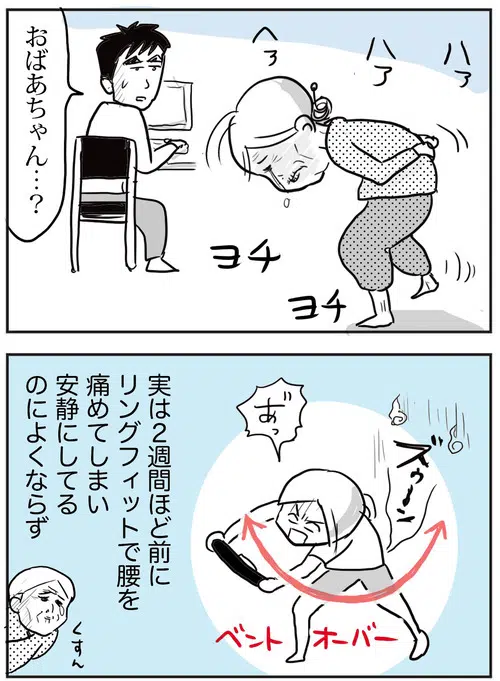 ハァ
ハァ
ヘァ
おばあちゃん…?
ヨチ
ヨチ
実は2週間ほど前に
リングフィットで腰を
痛めてしまい
安静にしてる
のによくならず
あ゛っ
ズゥーン
ベントオーバー
くすん